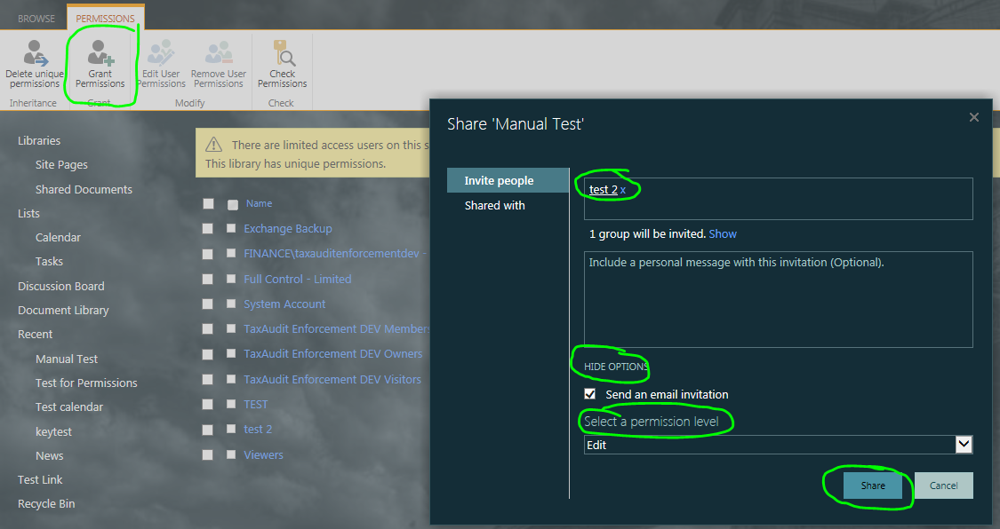 BROWSE
PERMISSIONS
Delete unique permissions
Grant Permissions
Edit User Permissions
Remove User Permissions
Check Permissions
Inheritance
Grant
Modify
Check
Libraries
Site Pages
Shared Documents
Lists
Calendar
Tasks
Discussion Board
Document Library
Recent
Manual Test
Test for Permissions
Test calendar
keytest
News
Test Link
Recycle Bin
There are limited access users on this s
This library has unique permissions.
Name
Exchange Backup
FINANCE\taxauditenforcementdev -
Full Control - Limited
System Account
TaxAudit Enforcement DEV Members
TaxAudit Enforcement DEV Owners
TaxAudit Enforcement DEV Visitors
TEST
test 2
Viewers
Share 'Manual Test'
Invite people
Shared with
test 2 x
1 group will be invited. Show
Include a personal message with this invitation (Optional).
HIDE OPTIONS
Send an email invitation
Select a permission level
Edit
Share
Cancel